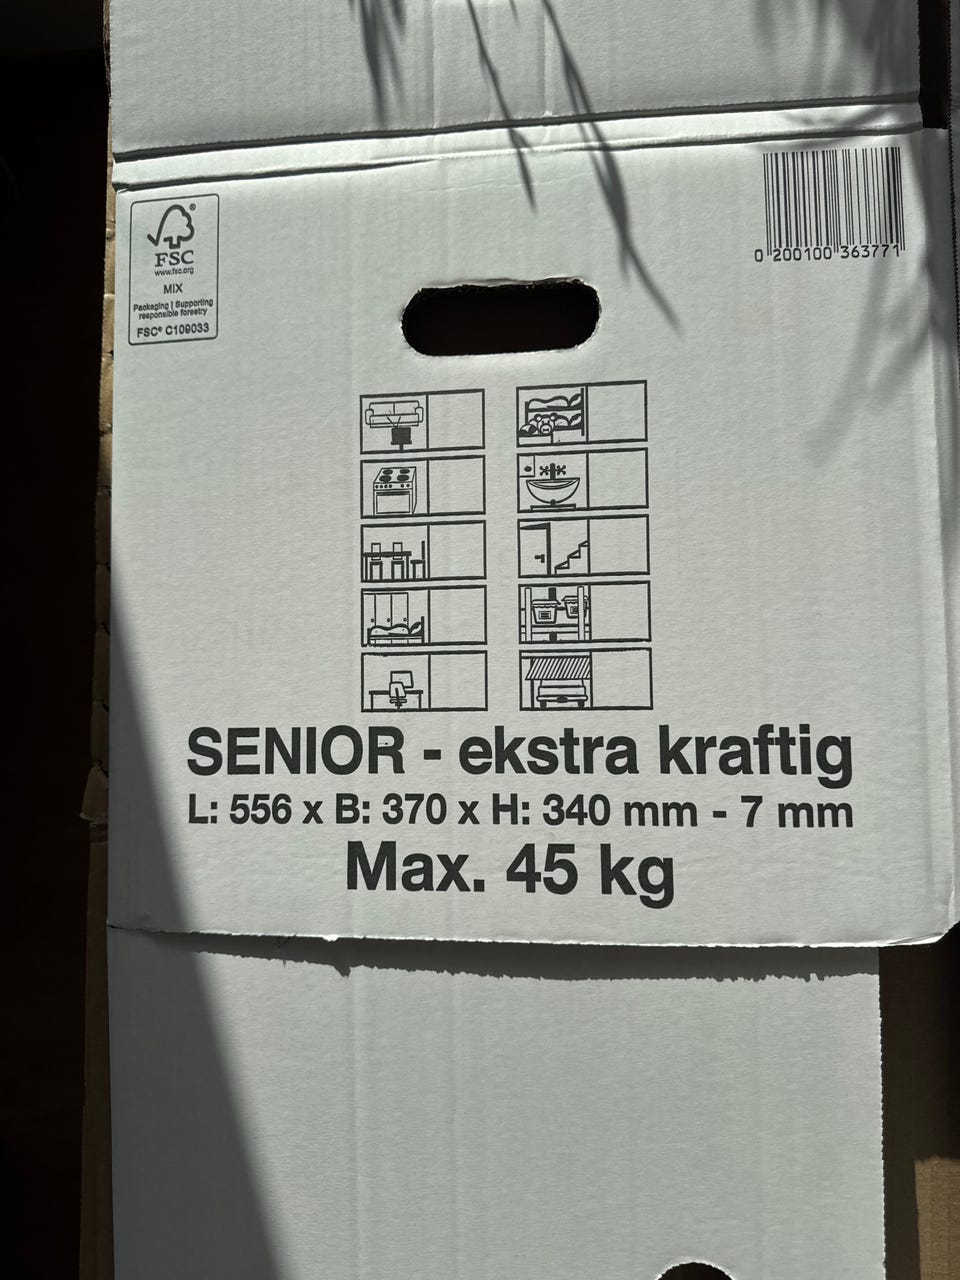 FSC®
www.fsc.org
MIX
Packaging | Supporting
responsible forestry
FSC® C109033
0 200100 363771
SENIOR - ekstra kraftig
L: 556 x B: 370 x H: 340 mm - 7 mm
Max. 45 kg